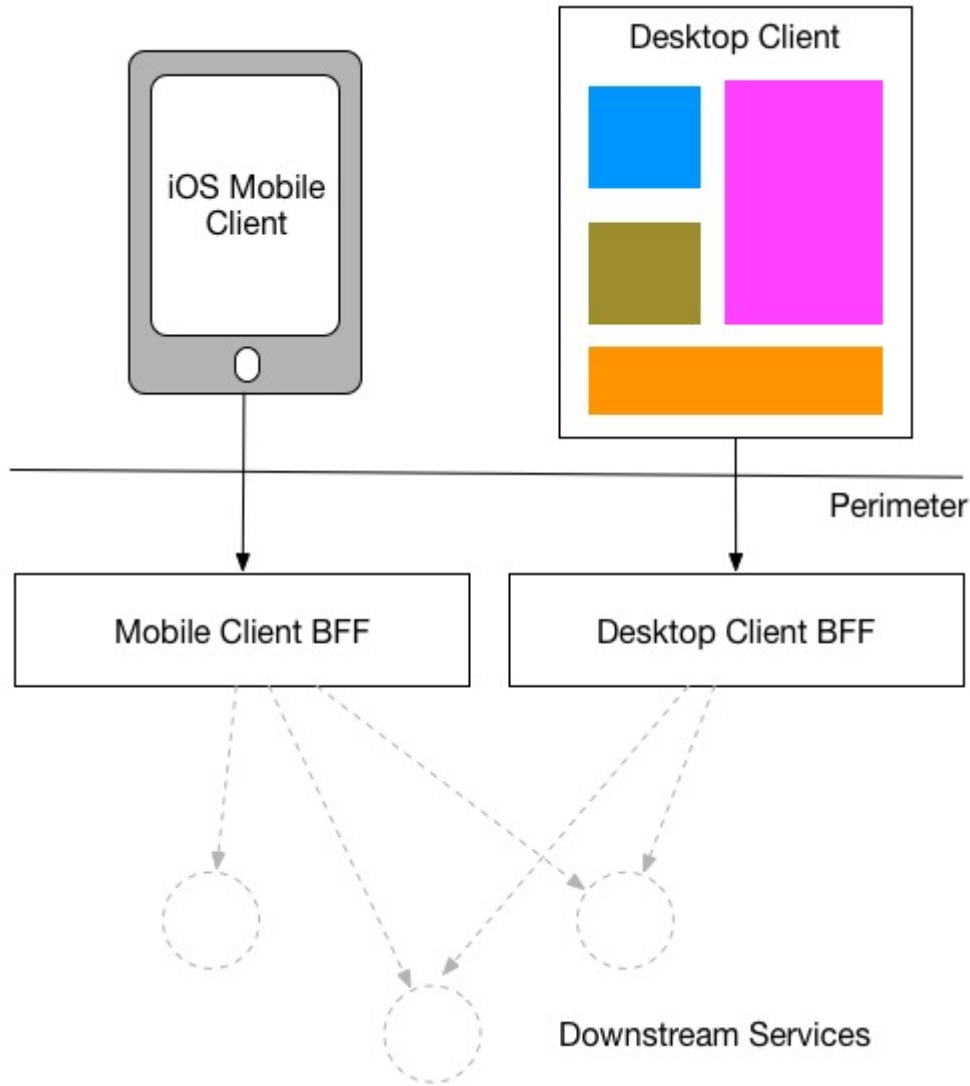 Desktop Client
iOS Mobile
Client
Perimeter
Mobile Client BFF
Desktop Client BFF
Downstream Services